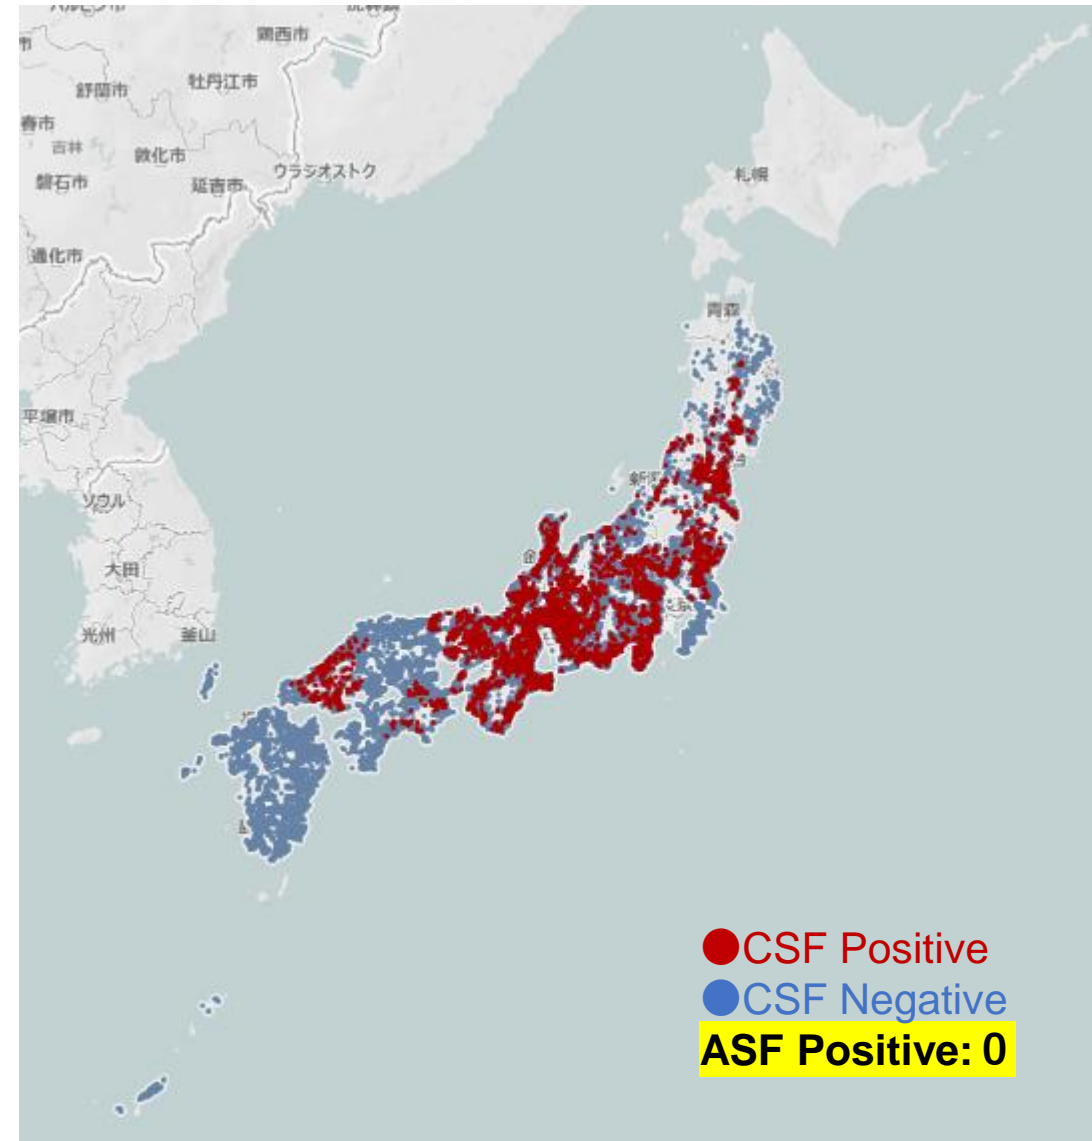 鶏西市
牡丹江市
舒蘭市
春市
吉林
敦化市
ウラジオストク
磐石市
延吉市
札幌
通化市
青森
平壌市
ソウル
大田
光州
釜山
●CSF Positive
●CSF Negative
ASF Positive: 0